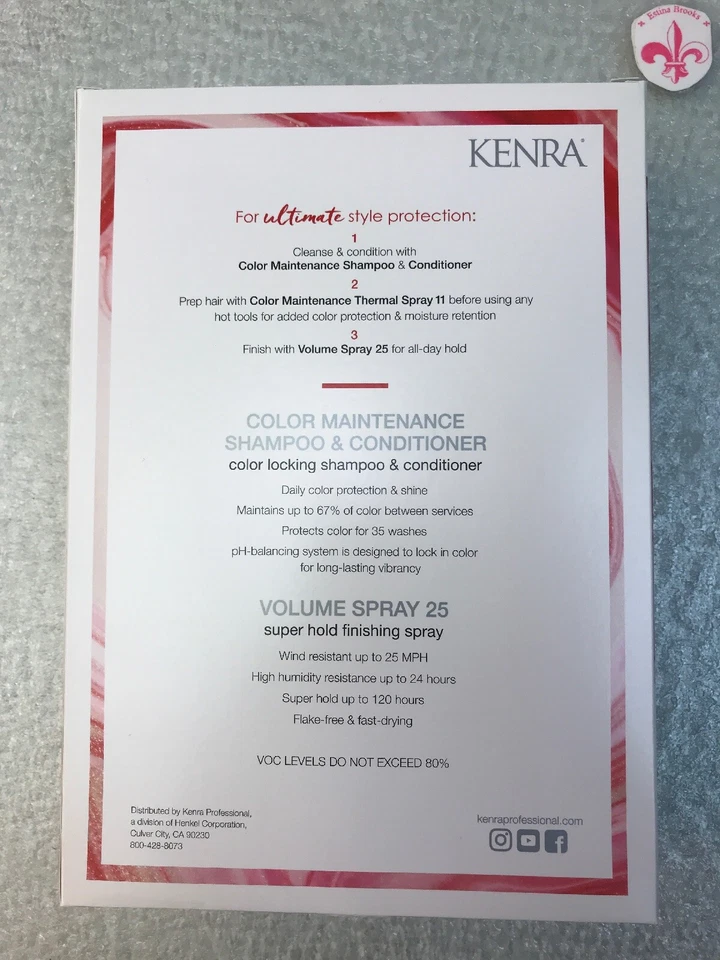 Estina Brooks
KENRA®
For ultimate style protection:
1
Cleanse & condition with
Color Maintenance Shampoo & Conditioner
2
Prep hair with Color Maintenance Thermal Spray 11 before using any
hot tools for added color protection & moisture retention
3
Finish with Volume Spray 25 for all-day hold
COLOR MAINTENANCE
SHAMPOO & CONDITIONER
color locking shampoo & conditioner
Daily color protection & shine
Maintains up to 67% of color between services
Protects color for 35 washes
pH-balancing system is designed to lock in color
for long-lasting vibrancy
VOLUME SPRAY 25
super hold finishing spray
Wind resistant up to 25 MPH
High humidity resistance up to 24 hours
Super hold up to 120 hours
Flake-free & fast-drying
VOC LEVELS DO NOT EXCEED 80%
Distributed by Kenra Professional,
a division of Henkel Corporation,
Culver City, CA 90230
800-428-8073
kenraprofessional.com